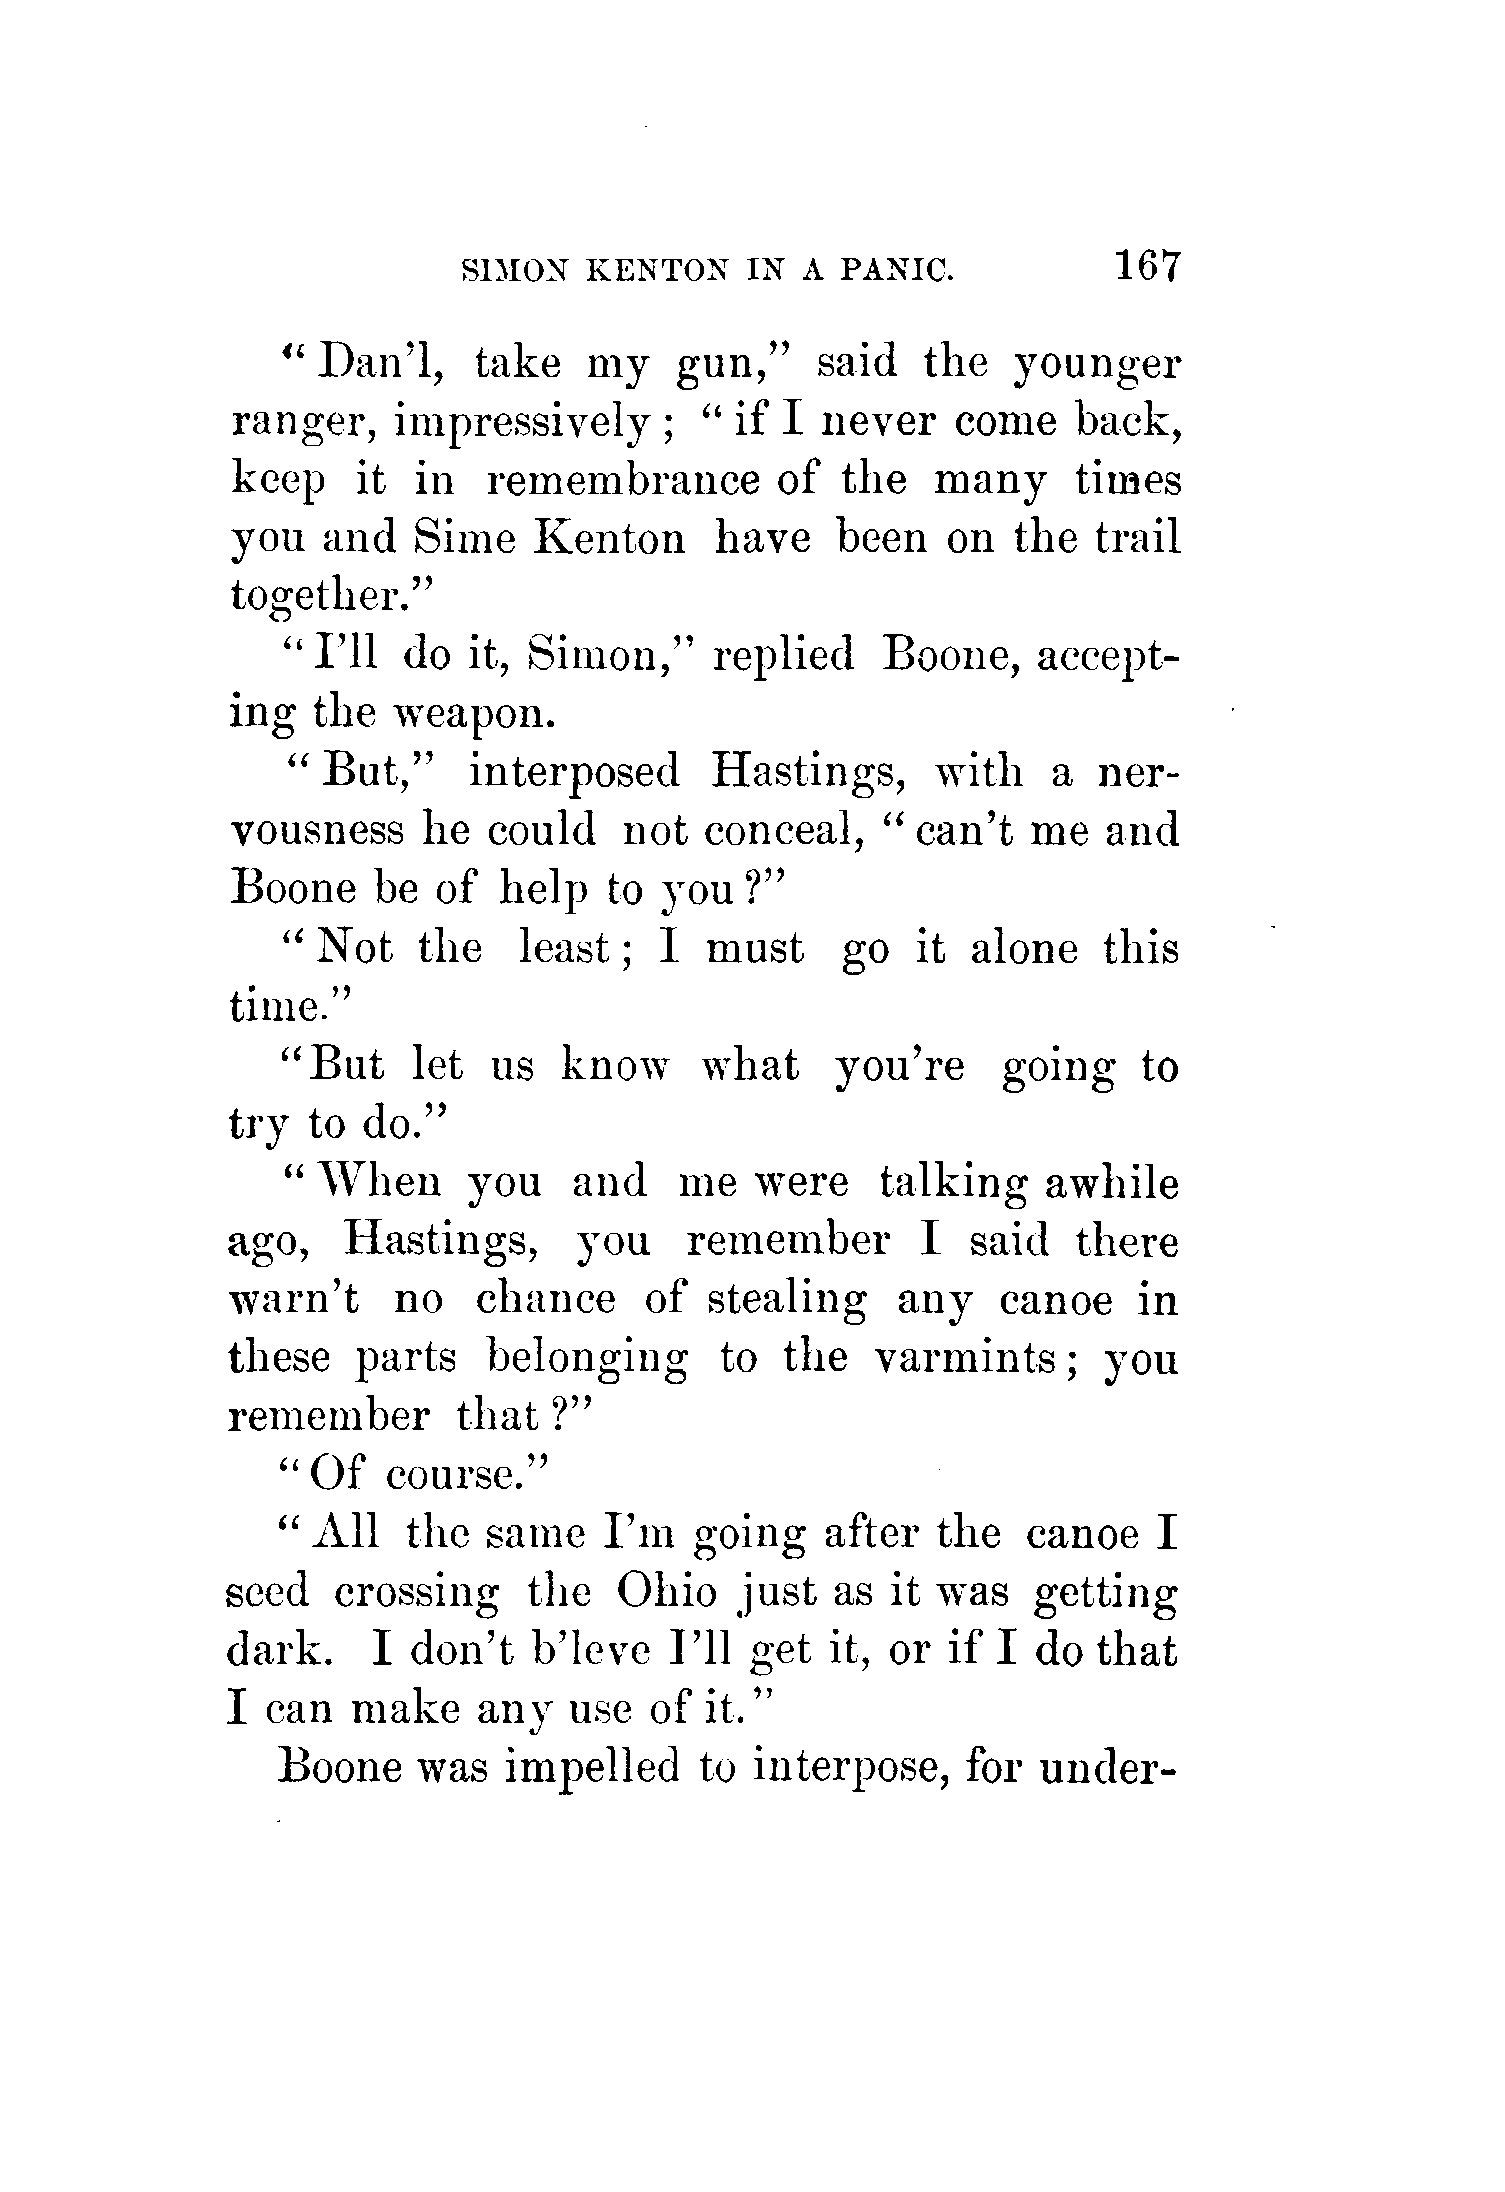 SIMON KENTON IN A PANIC. 167
“Dan’l, take my gun,” said the younger
ranger, impressively; “if I never come back,
keep it in remembrance of the many times
you and Sime Kenton have been on the trail
together.”
“I’ll do it, Simon,” replied Boone, accept-
ing the weapon.
“But,” interposed Hastings, with a ner-
vousness he could not conceal, “can’t me and
Boone be of help to you?”
“Not the least; I must go it alone this
time.”
“But let us know what you’re going to
try to do.”
“When you and me were talking awhile
ago, Hastings, you remember I said there
warn’t no chance of stealing any canoe in
these parts belonging to the varmints; you
remember that?”
“Of course.”
“All the same I’m going after the canoe I
seed crossing the Ohio just as it was getting
dark. I don’t b’leve I’ll get it, or if I do that
I can make any use of it.”
Boone was impelled to interpose, for under-